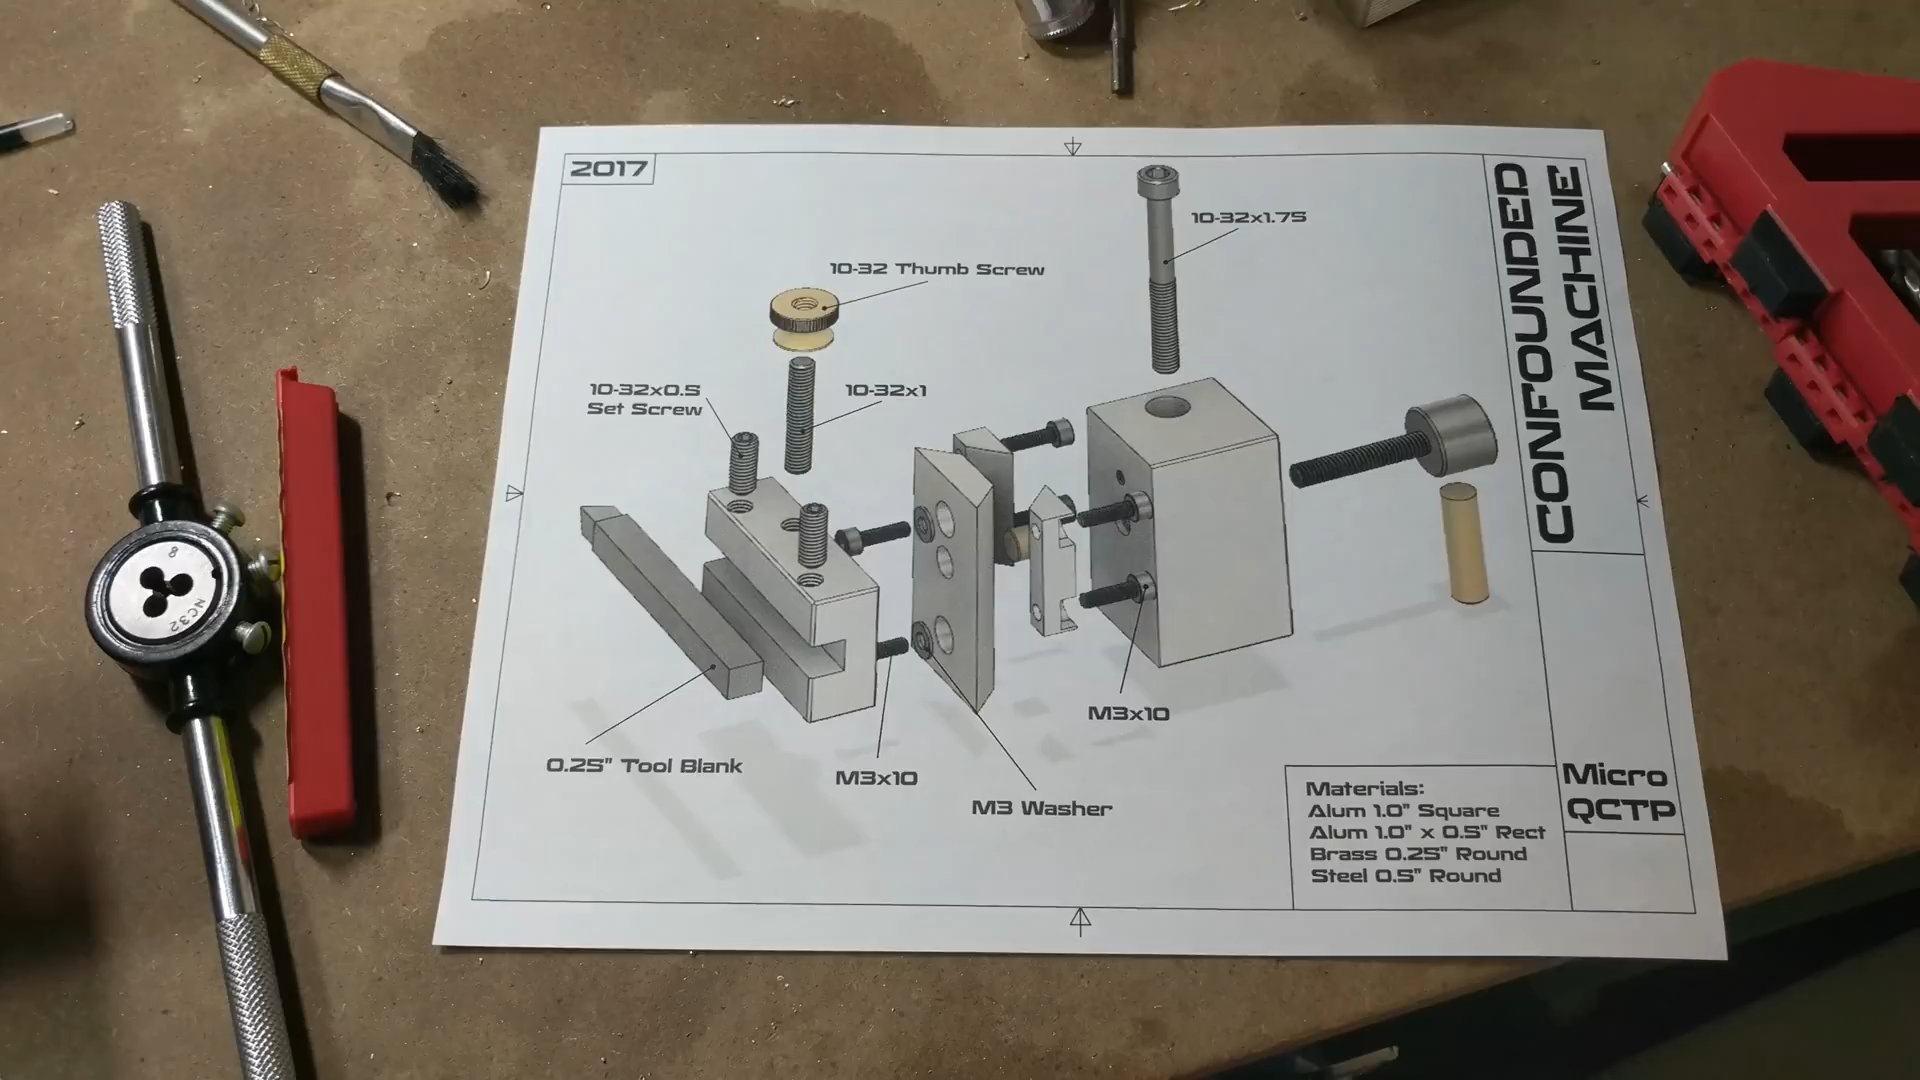 2017
CONFOUNDED
MACHINE
10-32x1.75
10-32 Thumb Screw
10-32x0.5
Set Screw
10-32x1
0.25" Tool Blank
M3x10
M3 Washer
M3x10
Materials:
Alum 1.0" Square
Alum 1.0" x 0.5" Rect
Brass 0.25" Round
Steel 0.5" Round
Micro
QCTP
8
NC32